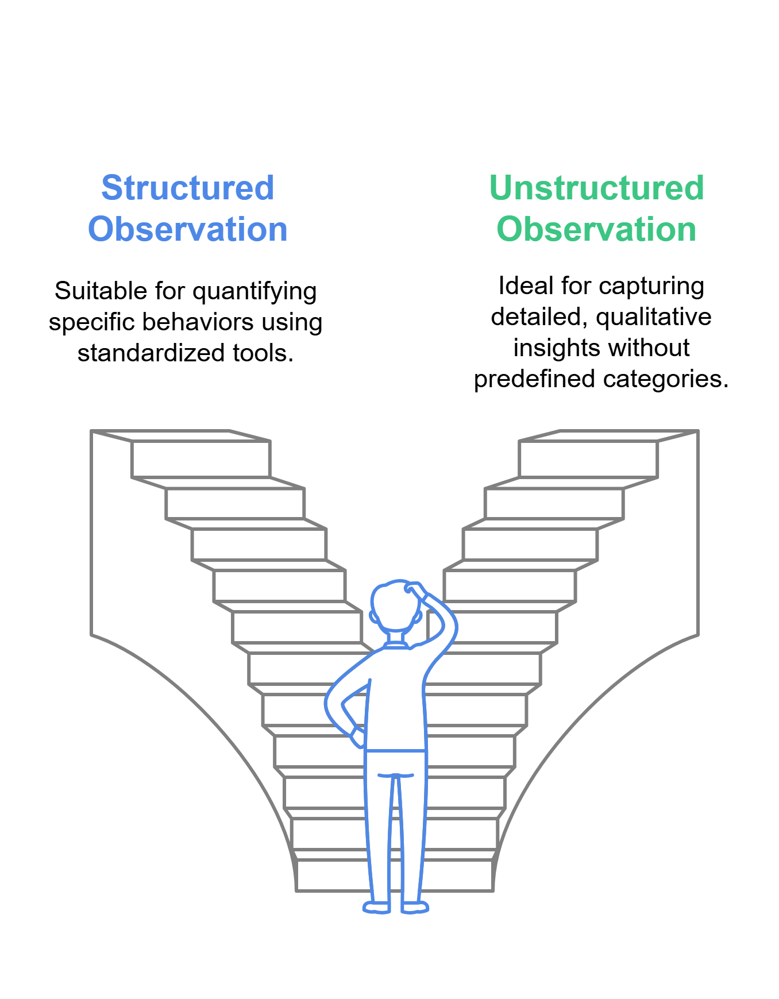 Structured
Observation
Suitable for quantifying
specific behaviors using
standardized tools.
Unstructured
Observation
Ideal for capturing
detailed, qualitative
insights without
predefined categories.